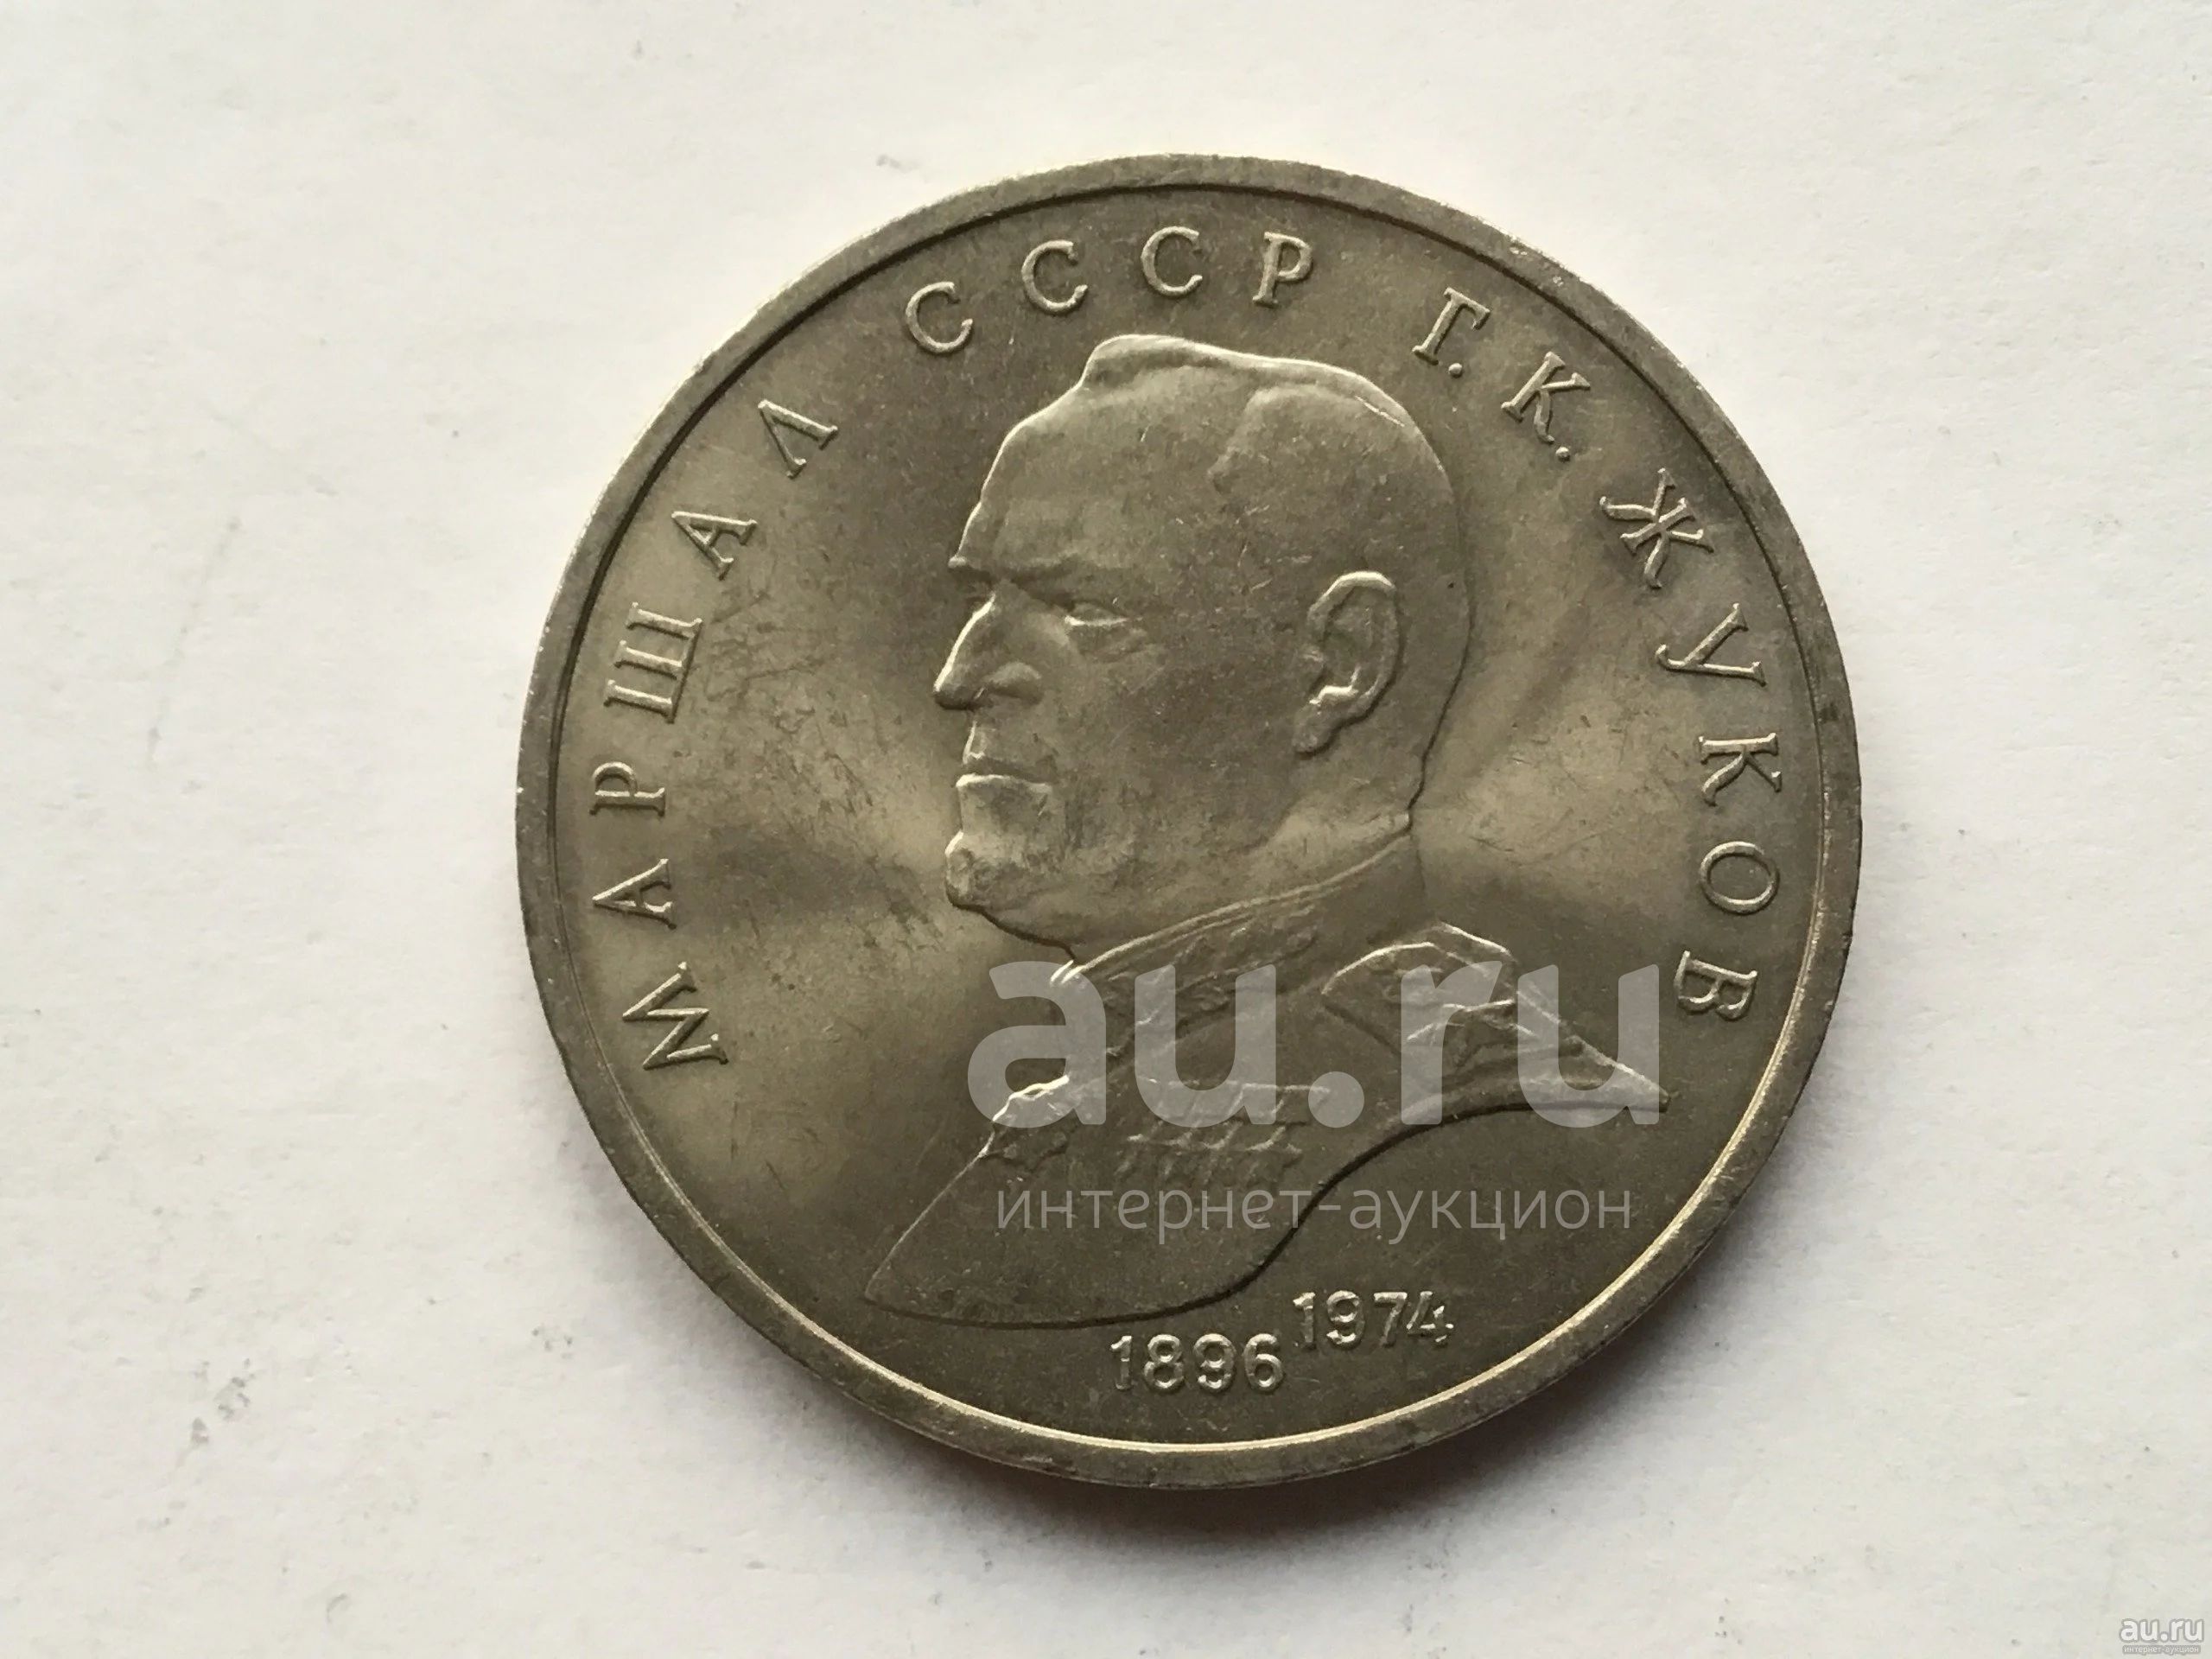 МАРШАЛ СССР Г.К.ЖУКОВ
au.ru
интернет-аукцион
1896 1974
au.ru
интернет-аукцион